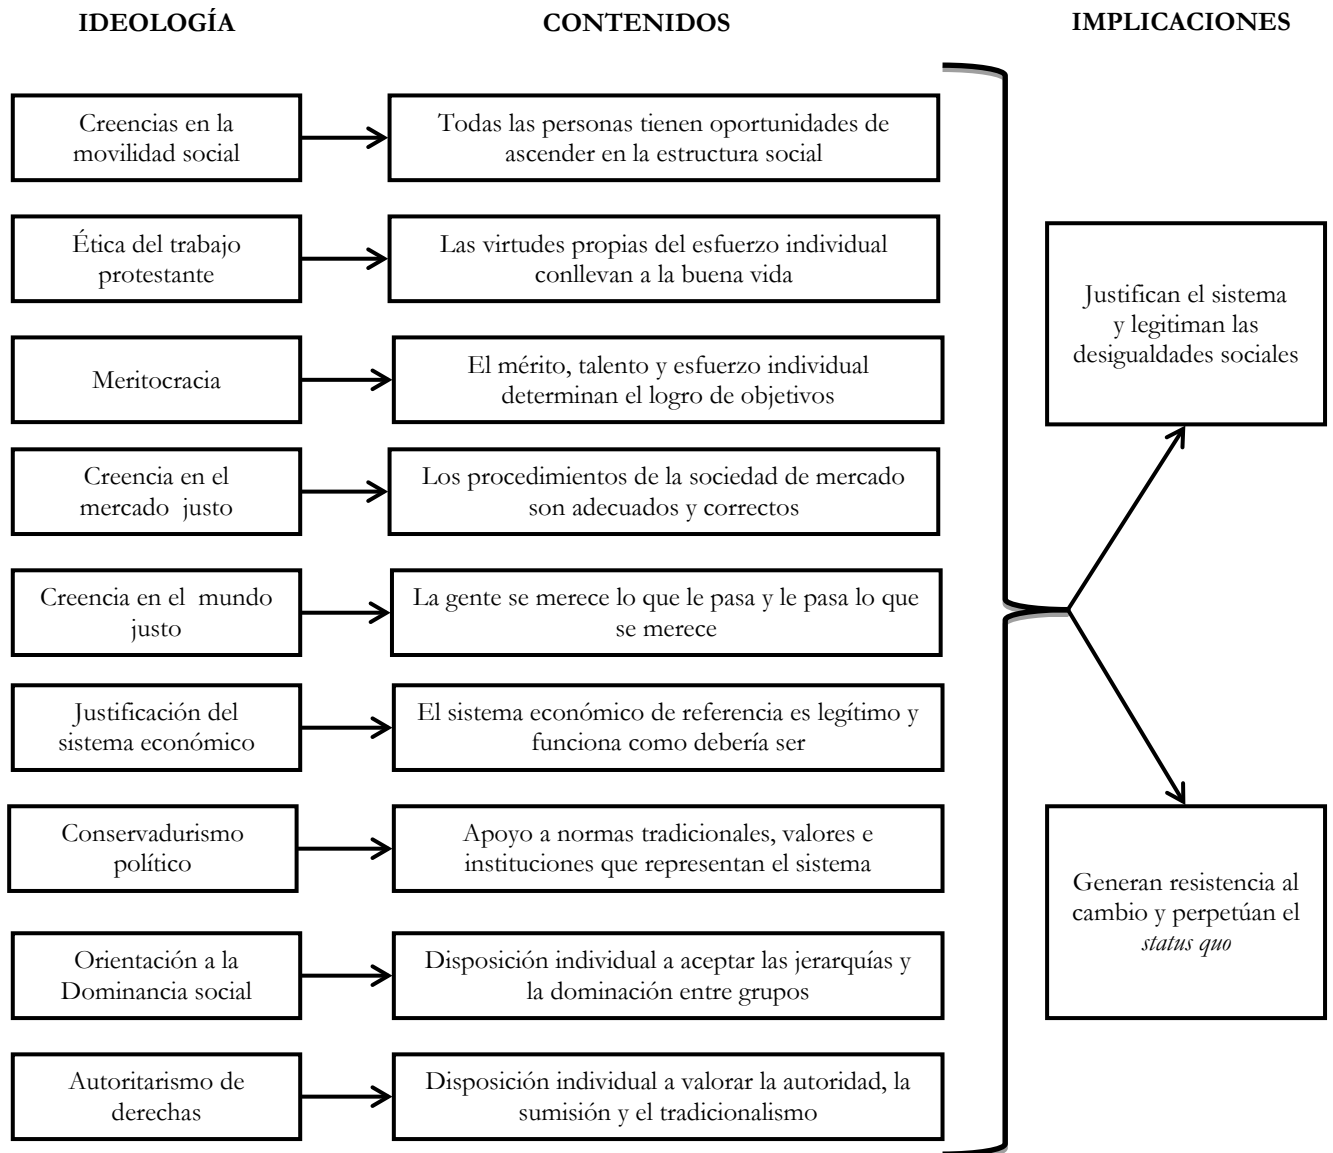 IDEOLOGÍA
CONTENIDOS
IMPLICACIONES
Creencias en la
movilidad social
Todas las personas tienen oportunidades de
ascender en la estructura social
Ética del trabajo
protestante
Las virtudes propias del esfuerzo individual
conllevan a la buena vida
Meritocracia
El mérito, talento y esfuerzo individual
determinan el logro de objetivos
Creencia en el
mercado justo
Los procedimientos de la sociedad de mercado
son adecuados y correctos
Creencia en el mundo
justo
La gente se merece lo que le pasa y le pasa lo que
se merece
Justificación del
sistema económico
El sistema económico de referencia es legítimo y
funciona como debería ser
Conservadurismo
político
Apoyo a normas tradicionales, valores e
instituciones que representan el sistema
Orientación a la
Dominancia social
Disposición individual a aceptar las jerarquías y
la dominación entre grupos
Autoritarismo de
derechas
Disposición individual a valorar la autoridad, la
sumisión y el tradicionalismo
Justifican el sistema
y legitiman las
desigualdades sociales
Generan resistencia al
cambio y perpetúan el
status quo